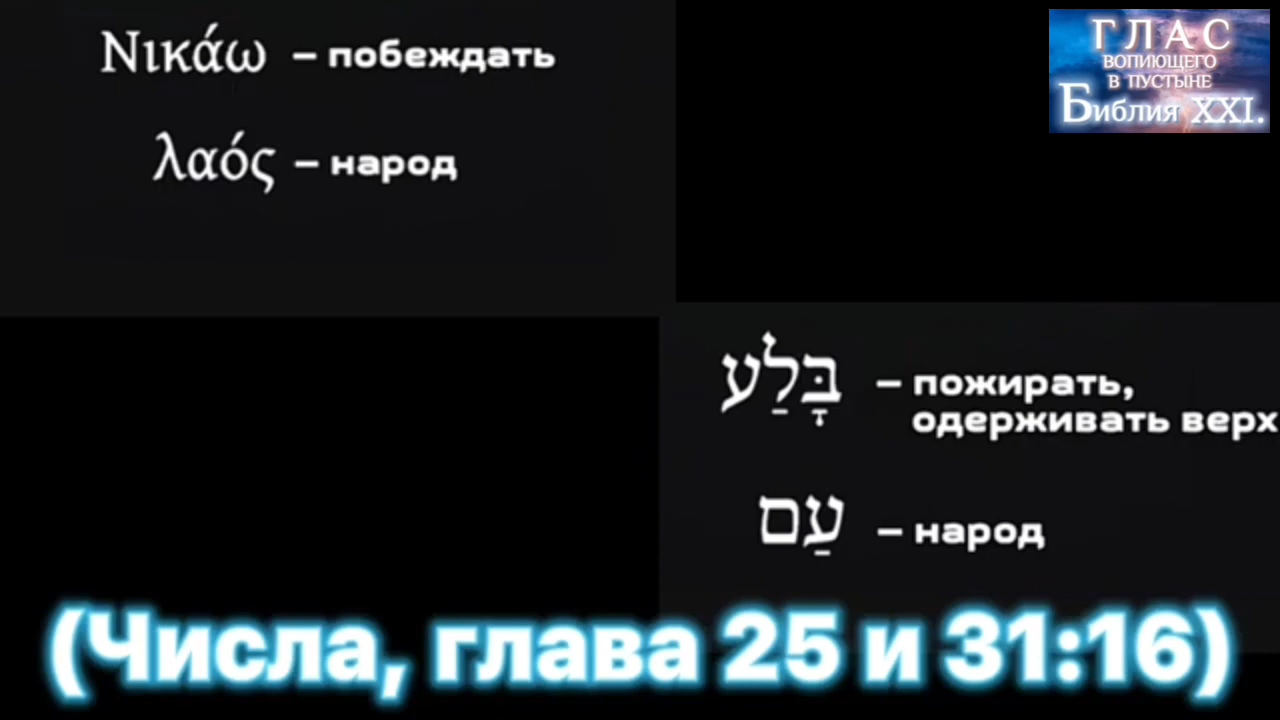 Νικάω – побеждать
λαός – народ
ГЛАС
ВОПИЮЩЕГО
В ПУСТЫНЕ
Библия XXI.
בָּלַע – пожирать,
одерживать верх
עַם – народ
(Числа, глава 25 и 31:16)